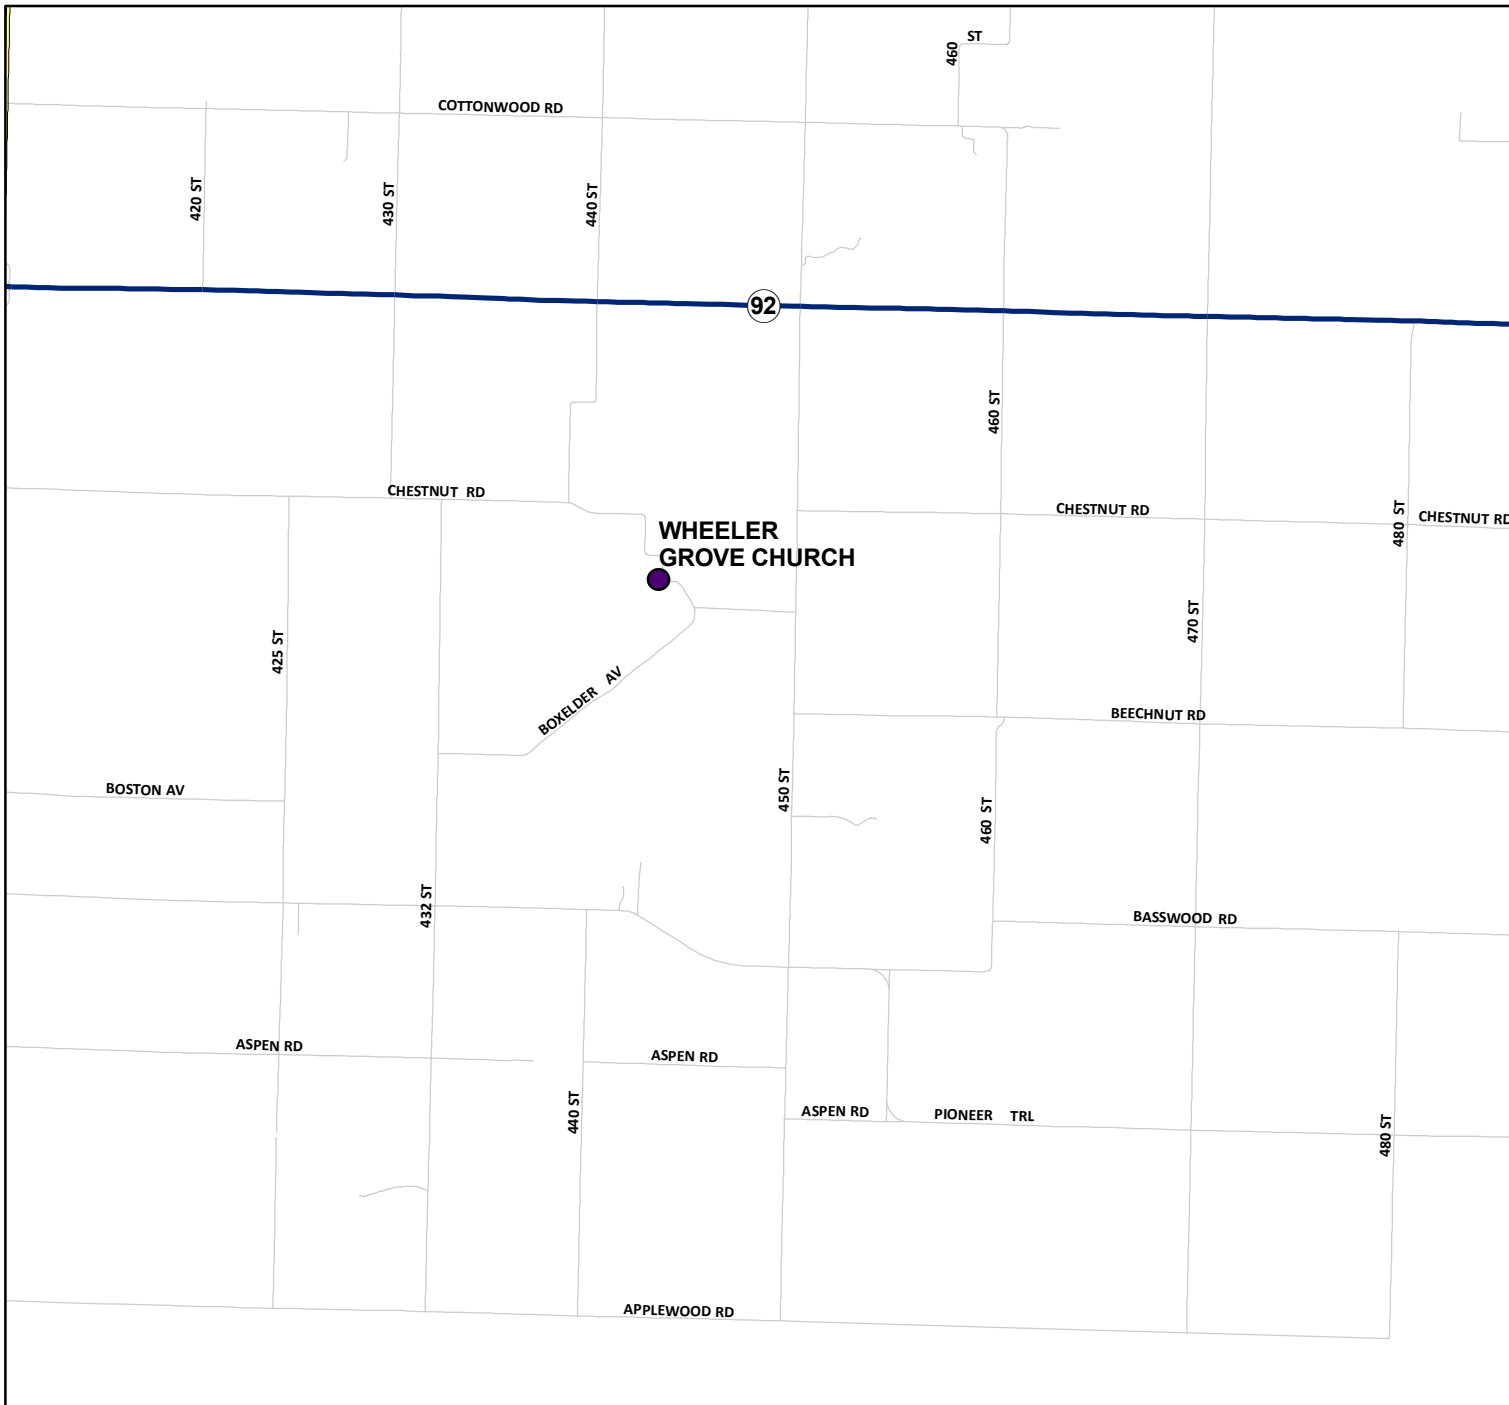 460
ST
COTTONWOOD RD
420 ST
430 ST
440 ST
92
460 ST
CHESTNUT RD
CHESTNUT RD
480 ST
CHESTNUT RD
WHEELER
GROVE CHURCH
425 ST
470 ST
BOXELDER AV
BEECHNUT RD
BOSTON AV
450 ST
460 ST
432 ST
BASSWOOD RD
ASPEN RD
ASPEN RD
440 ST
ASPEN RD
PIONEER TRL
480 ST
APPLEWOOD RD